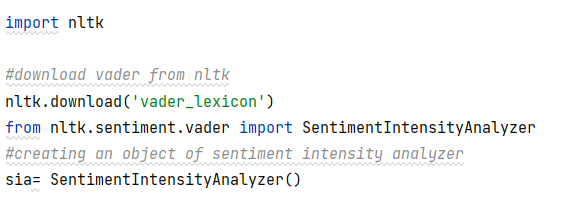 import nltk
#download vader from nltk
nltk.download('vader_lexicon')
from nltk.sentiment.vader import SentimentIntensityAnalyzer
#creating an object of sentiment intensity analyzer
sia= SentimentIntensityAnalyzer()